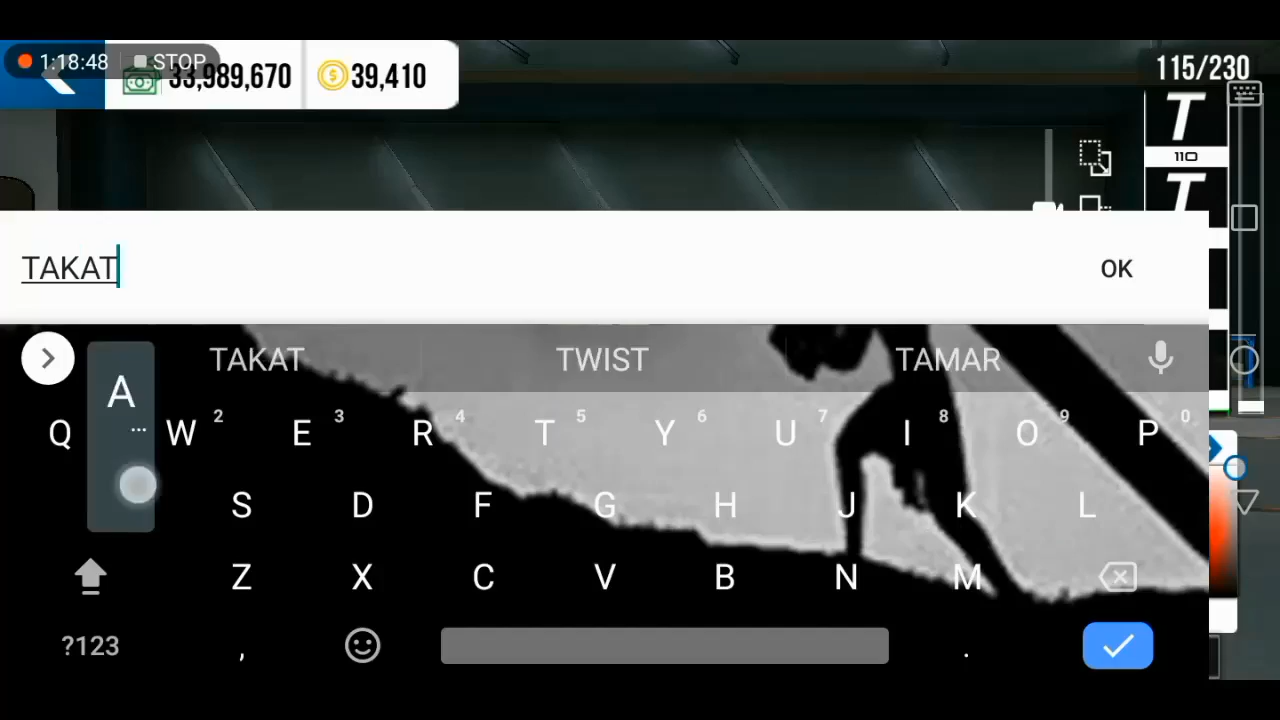 1:18:48 STOP
33,989,670 39,410
115/230
T
110
T
TAKAT
OK
TAKAT TWIST TAMAR
A
...
Q W 2 E 3 R 4 T 5 Y 6 U 7 I 8 O 9 P 0
S D F G H J K L
Z X C V B N M
?123 , .